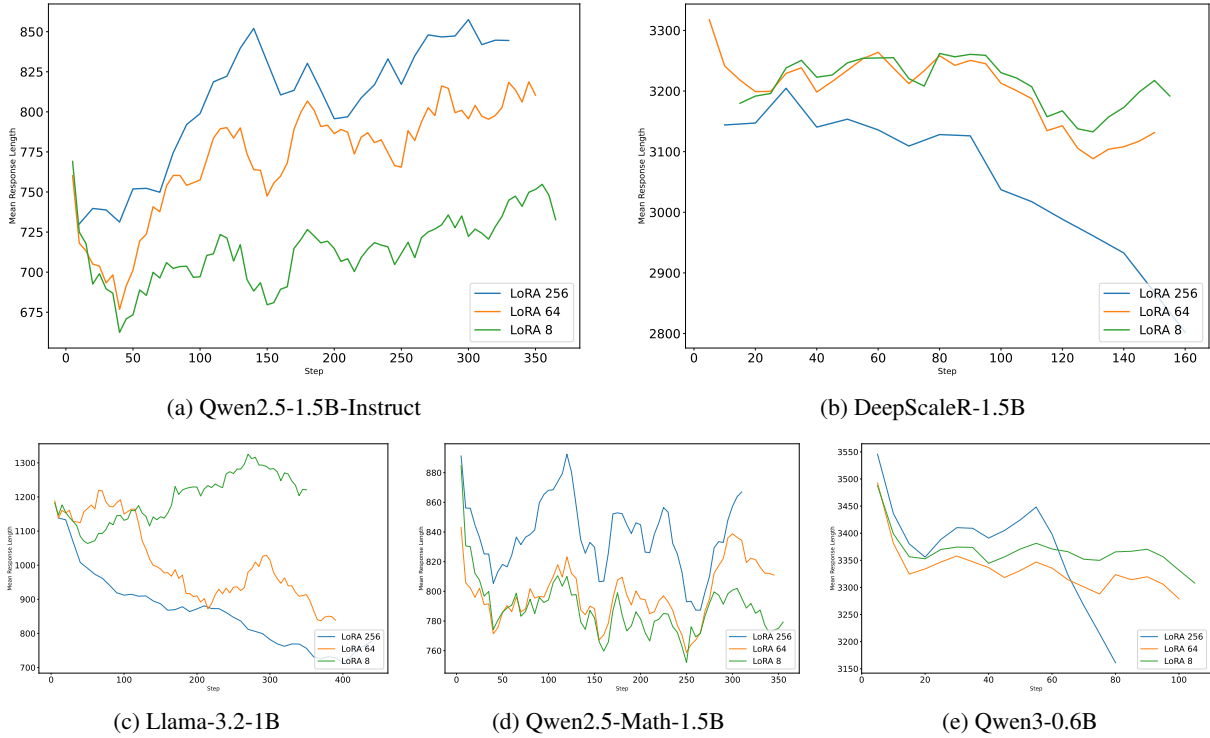 850
825
800
775
750
725
700
675
Mean Response Length
0 50 100 150 200 250 300 350
Step
LoRA 256
LoRA 64
LoRA 8
(a) Qwen2.5-1.5B-Instruct
3300
3200
3100
3000
2900
2800
Mean Response Length
20 40 60 80 100 120 140 160
Step
LoRA 256
LoRA 64
LoRA 8
(b) DeepScaleR-1.5B
1300
1200
1100
1000
900
800
700
Mean Response Length
0 100 200 300 400
Step
LoRA 256
LoRA 64
LoRA 8
(c) Llama-3.2-1B
880
860
840
820
800
780
760
Mean Response Length
0 50 100 150 200 250 300 350
Step
LoRA 256
LoRA 64
LoRA 8
(d) Qwen2.5-Math-1.5B
3550
3500
3450
3400
3350
3300
3250
3200
3150
Mean Response Length
0 20 40 60 80 100
Step
LoRA 256
LoRA 64
LoRA 8
(e) Qwen3-0.6B